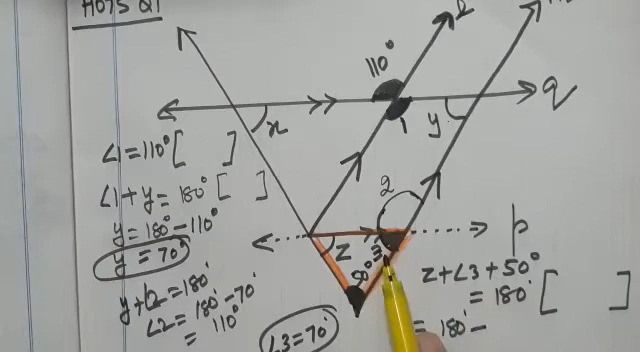 HOTS Q1
l
m
110°
q
x
1
y
∠1 = 110° [ ]
∠1 + y = 180° [ ]
y = 180° - 110°
y = 70°
2
p
z
3
50°
z + ∠3 + 50°
= 180° [ ]
= 180° -
y + ∠2 = 180°
∠2 = 180° - 70°
= 110°
∠3 = 70°